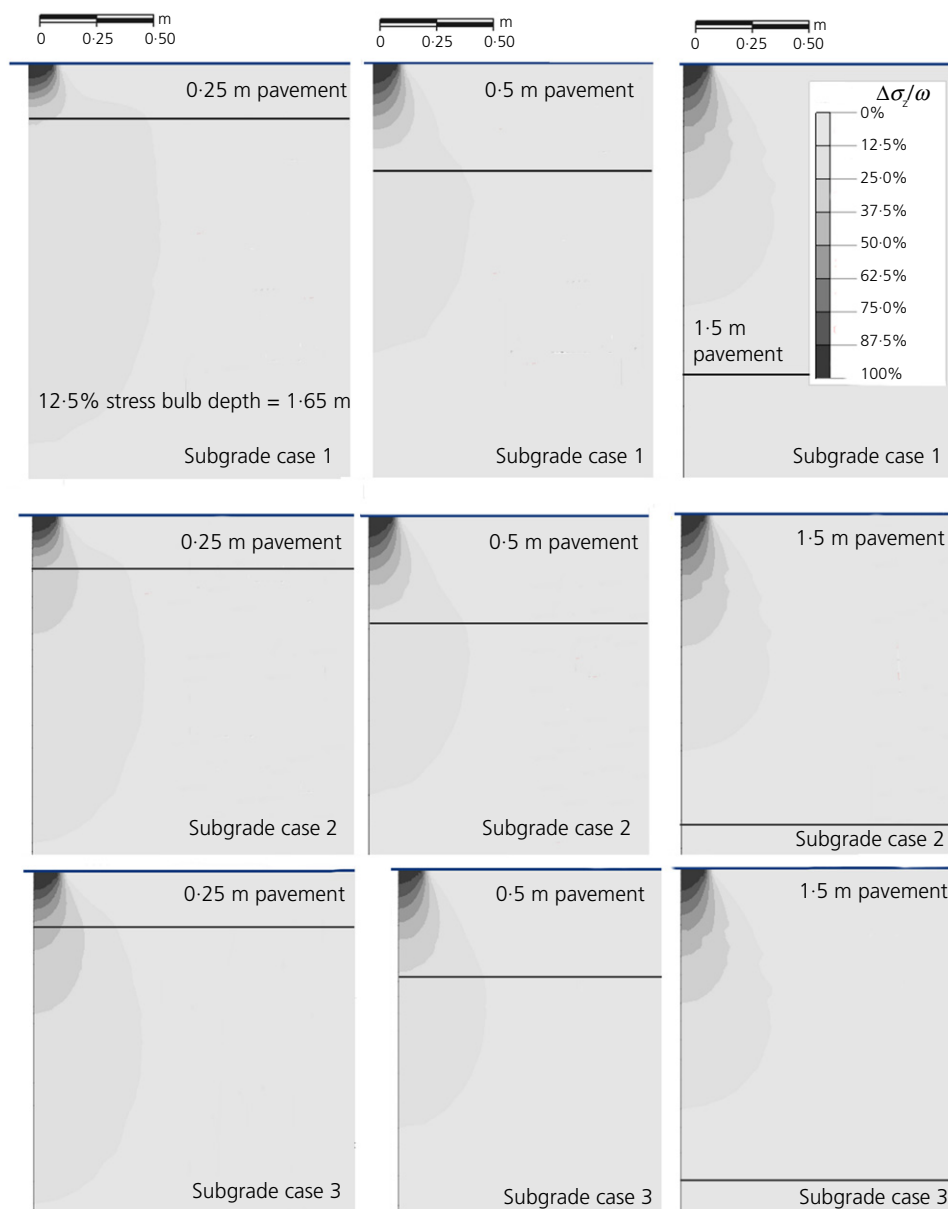 m
0 0·25 0·50
m
0 0·25 0·50
m
0 0·25 0·50
0·25 m pavement
0·5 m pavement
Δσz/ω
0%
12·5%
25·0%
37·5%
50·0%
62·5%
75·0%
87·5%
100%
1·5 m
pavement
12·5% stress bulb depth = 1·65 m
Subgrade case 1
Subgrade case 1
Subgrade case 1
0·25 m pavement
0·5 m pavement
1·5 m pavement
Subgrade case 2
Subgrade case 2
Subgrade case 2
0·25 m pavement
0·5 m pavement
1·5 m pavement
Subgrade case 3
Subgrade case 3
Subgrade case 3